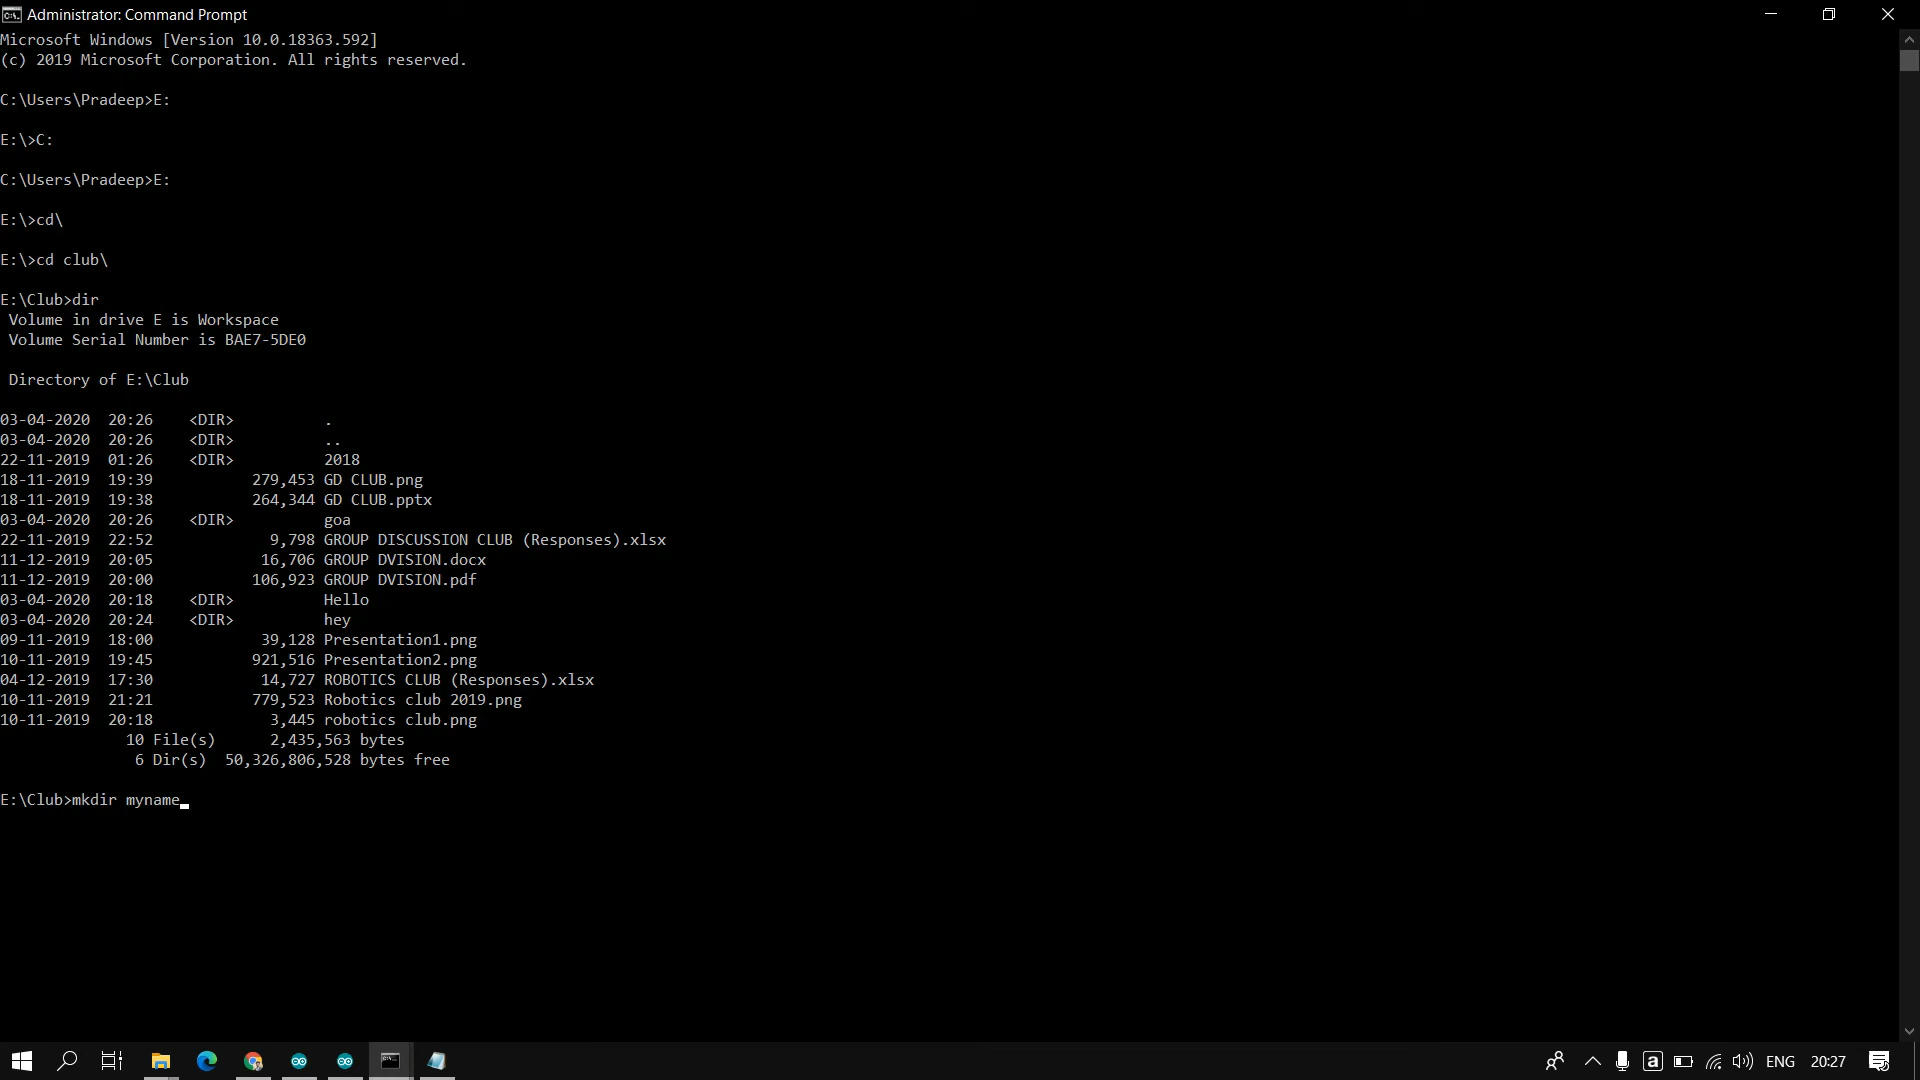 Administrator: Command Prompt
Microsoft Windows [Version 10.0.18363.592]
(c) 2019 Microsoft Corporation. All rights reserved.
C:\Users\Pradeep>E:
E:\>C:
C:\Users\Pradeep>E:
E:\>cd\
E:\>cd club\
E:\Club>dir
Volume in drive E is Workspace
Volume Serial Number is BAE7-5DE0
Directory of E:\Club
03-04-2020  20:26    <DIR>          .
03-04-2020  20:26    <DIR>          ..
22-11-2019  01:26    <DIR>          2018
18-11-2019  19:39           279,453 GD CLUB.png
18-11-2019  19:38           264,344 GD CLUB.pptx
03-04-2020  20:26    <DIR>          goa
22-11-2019  22:52             9,798 GROUP DISCUSSION CLUB (Responses).xlsx
11-12-2019  20:05            16,706 GROUP DVISION.docx
11-12-2019  20:00           106,923 GROUP DVISION.pdf
03-04-2020  20:18    <DIR>          Hello
03-04-2020  20:24    <DIR>          hey
09-11-2019  18:00            39,128 Presentation1.png
10-11-2019  19:45           921,516 Presentation2.png
04-12-2019  17:30            14,727 ROBOTICS CLUB (Responses).xlsx
10-11-2019  21:21           779,523 Robotics club 2019.png
10-11-2019  20:18             3,445 robotics club.png
10 File(s)      2,435,563 bytes
6 Dir(s)  50,326,806,528 bytes free
E:\Club>mkdir myname
ENG 20:27